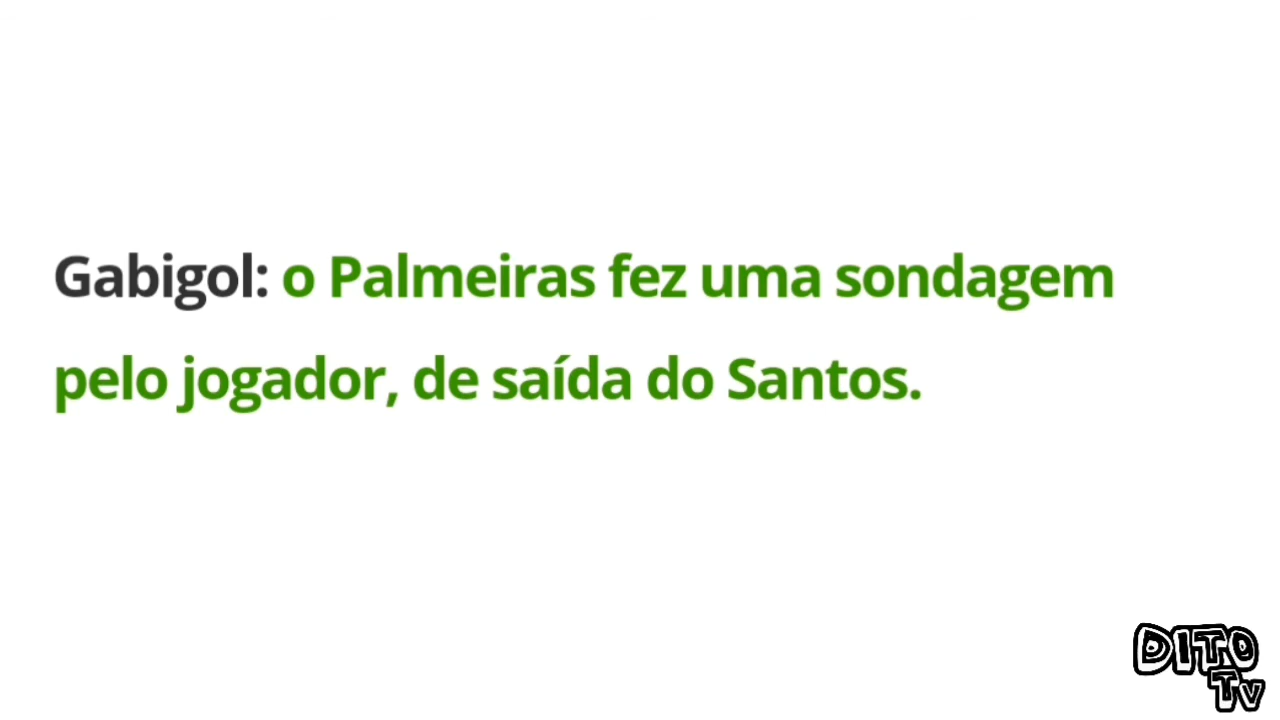 Gabigol: o Palmeiras fez uma sondagem
pelo jogador, de saída do Santos.
DITO
TV